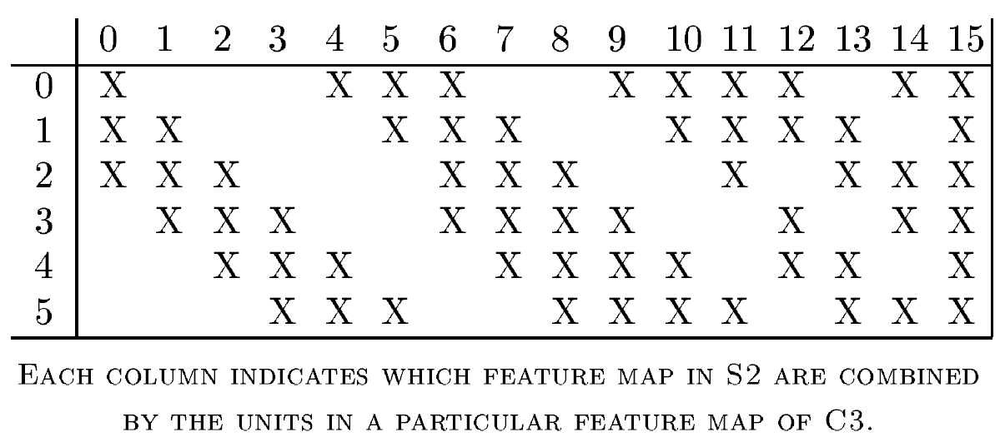 0 1 2 3 4 5 6 7 8 9 10 11 12 13 14 15
0 X X X X X X X X X X
1 X X X X X X X X X X
2 X X X X X X X X X X
3 X X X X X X X X X X
4 X X X X X X X X X X
5 X X X X X X X X X X
EACH COLUMN INDICATES WHICH FEATURE MAP IN S2 ARE COMBINED
BY THE UNITS IN A PARTICULAR FEATURE MAP OF C3.